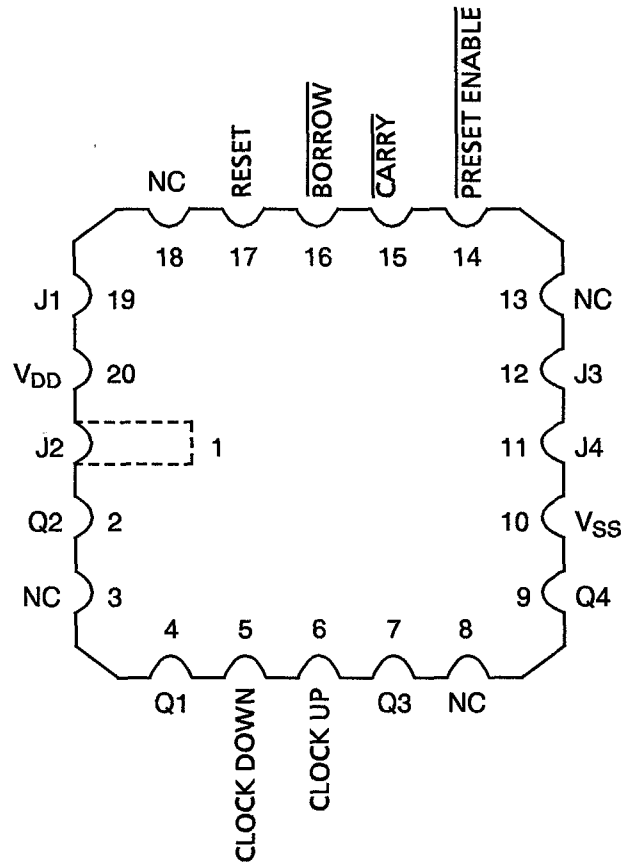 NC RESET BORROW CARRY PRESET ENABLE
18 17 16 15 14
J1 19 13 NC
VDD 20 12 J3
J2 1 11 J4
Q2 2 10 VSS
NC 3 9 Q4
4 5 6 7 8
Q1 CLOCK DOWN CLOCK UP Q3 NC